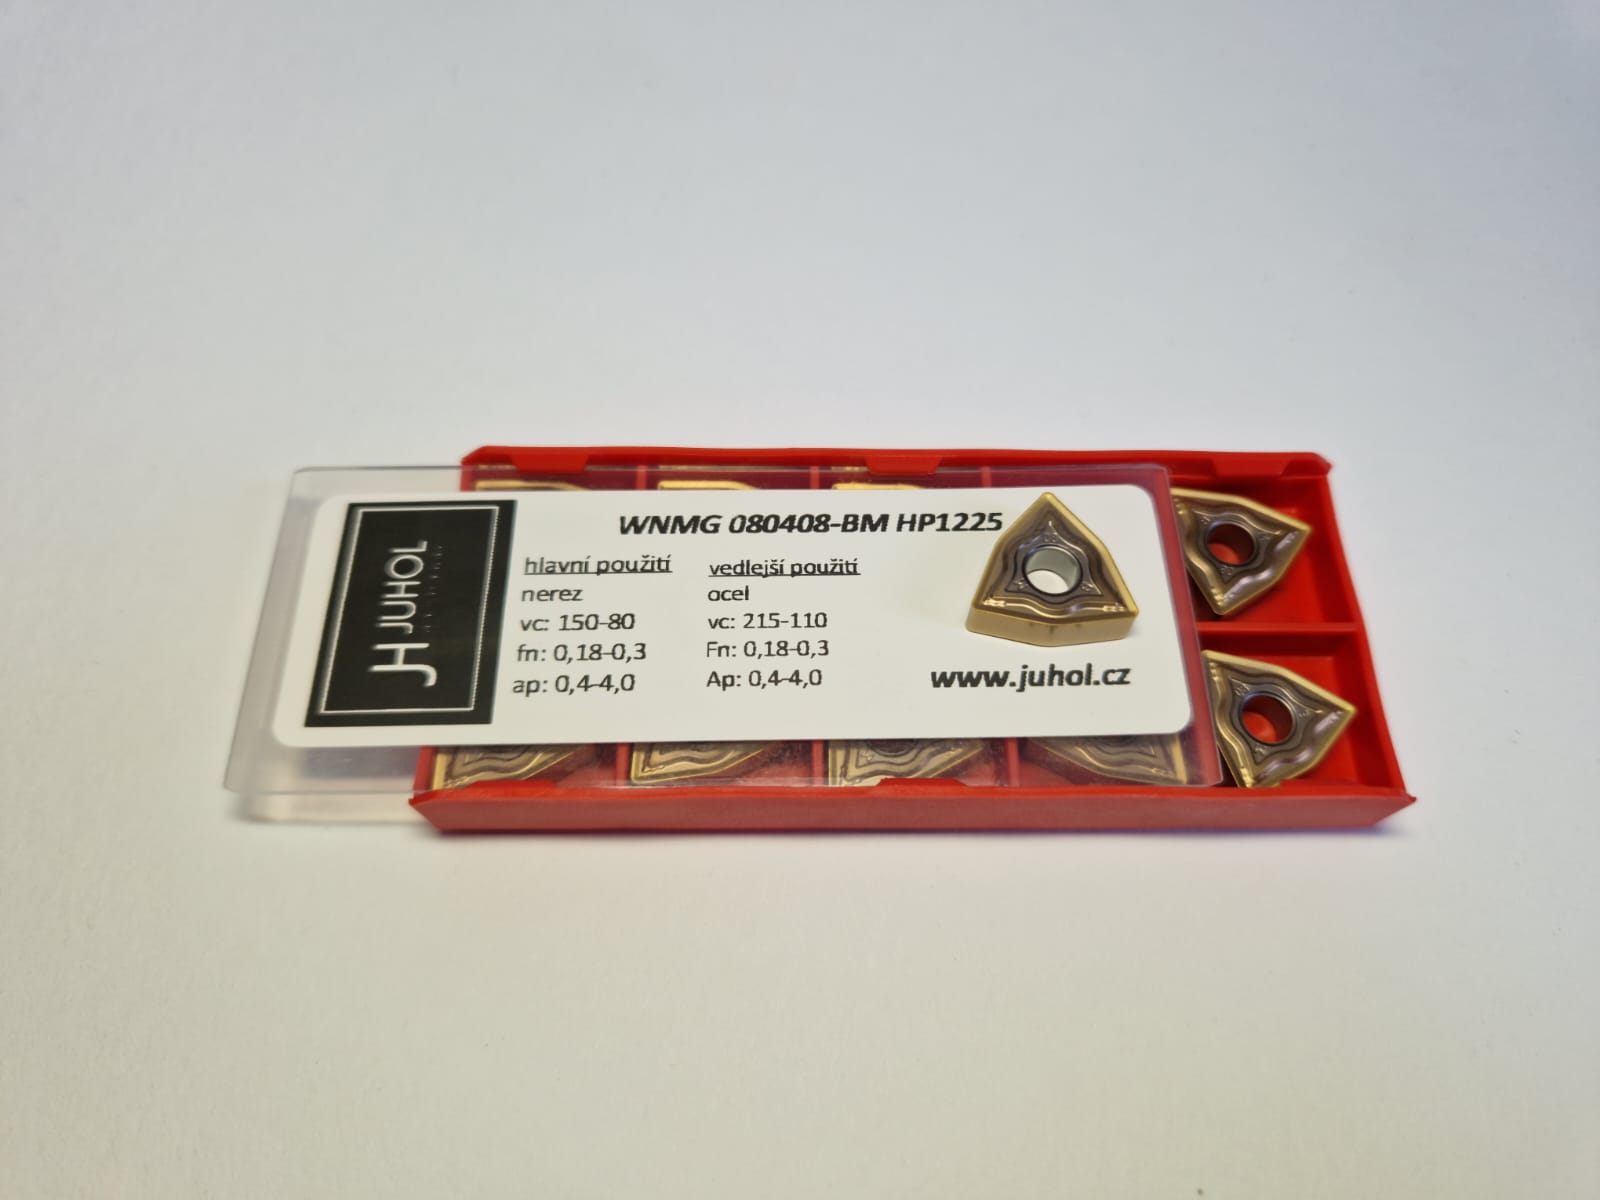 JH JUHOL
WNMG 080408-BM HP1225
hlavní použití
nerez
vc: 150-80
fn: 0,18-0,3
ap: 0,4-4,0
vedlejší použití
ocel
vc: 215-110
Fn: 0,18-0,3
Ap: 0,4-4,0
www.juhol.cz